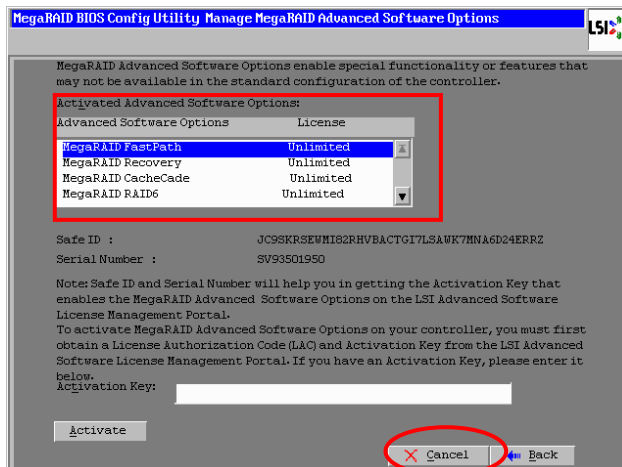 MegaRAID BIOS Config Utility Manage MegaRAID Advanced Software Options
LSI
MegaRAID Advanced Software Options enable special functionality or features that
may not be available in the standard configuration of the controller.
Activated Advanced Software Options:
Advanced Software Options License
MegaRAID FastPath Unlimited
MegaRAID Recovery Unlimited
MegaRAID CacheCade Unlimited
MegaRAID RAID6 Unlimited
Safe ID : JC9SKRSEWMI82RHVBACTGI7LSAWK7MNA6D24ERRZ
Serial Number : SV93501950
Note: Safe ID and Serial Number will help you in getting the Activation Key that
enables the MegaRAID Advanced Software Options on the LSI Advanced Software
License Management Portal.
To activate MegaRAID Advanced Software Options on your controller, you must first
obtain a License Authorization Code (LAC) and Activation Key from the LSI Advanced
Software License Management Portal. If you have an Activation Key, please enter it
below.
Activation Key:
Activate
Cancel Back